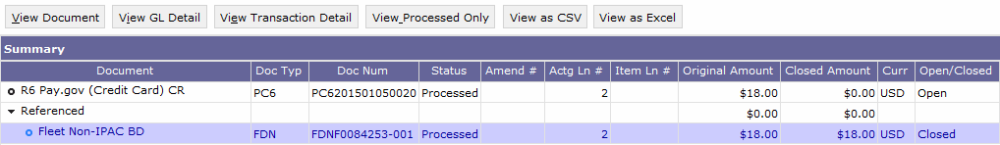 View Document View GL Detail View Transaction Detail View Processed Only View as CSV View as Excel
Summary
Document Doc Typ Doc Num Status Amend # Actg Ln # Item Ln # Original Amount Closed Amount Curr Open/Closed
R6 Pay.gov (Credit Card) CR PC6 PC6201501050020 Processed 2 $18.00 $0.00 USD Open
Referenced $0.00 $0.00
Fleet Non-IPAC BD FDN FDNF0084253-001 Processed 2 $18.00 $18.00 USD Closed